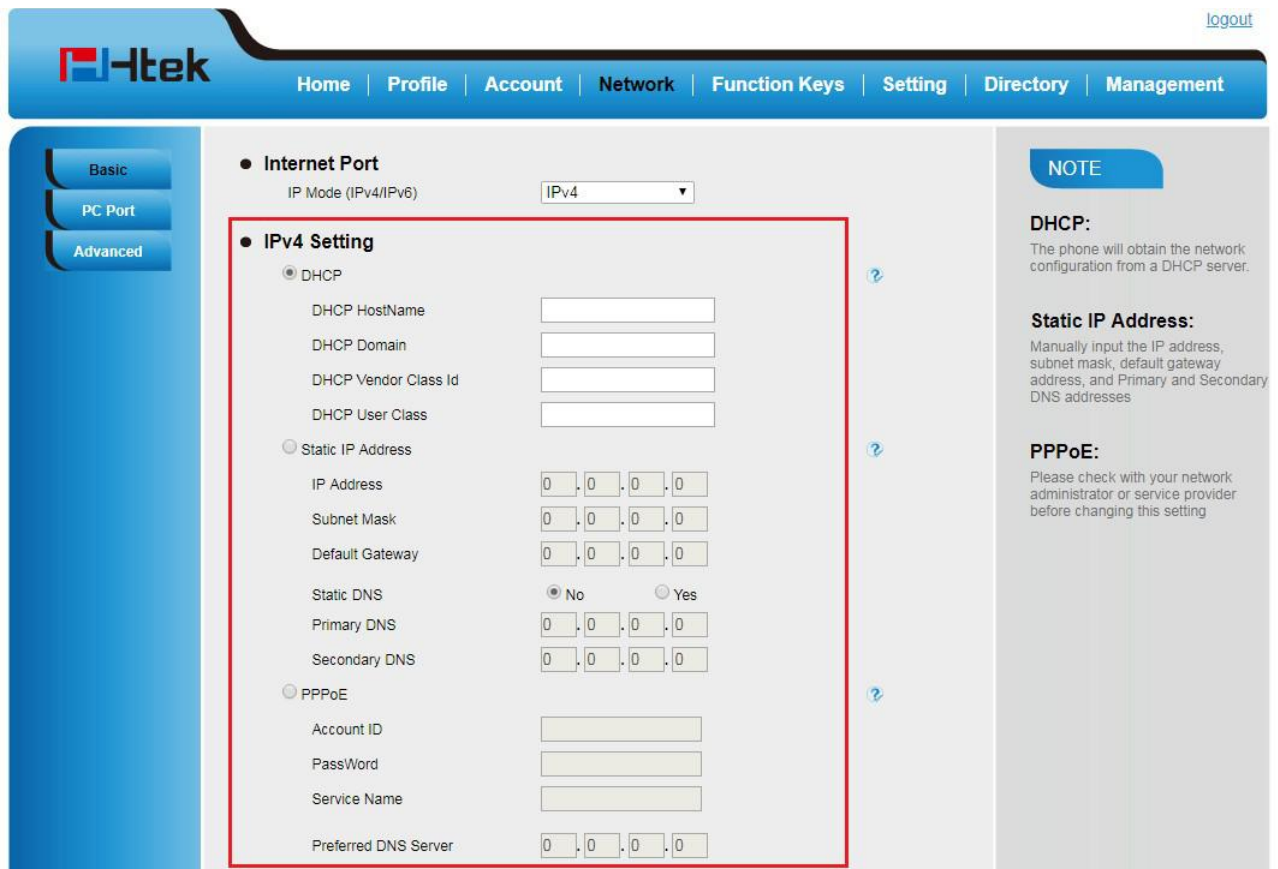 logout
Htek
Home | Profile | Account | Network | Function Keys | Setting | Directory | Management
Basic
PC Port
Advanced
Internet Port
IP Mode (IPv4/IPv6) IPv4
IPv4 Setting
DHCP
DHCP HostName
DHCP Domain
DHCP Vendor Class Id
DHCP User Class
Static IP Address
IP Address 0 . 0 . 0 . 0
Subnet Mask 0 . 0 . 0 . 0
Default Gateway 0 . 0 . 0 . 0
Static DNS No Yes
Primary DNS 0 . 0 . 0 . 0
Secondary DNS 0 . 0 . 0 . 0
PPPoE
Account ID
PassWord
Service Name
Preferred DNS Server 0 . 0 . 0 . 0
?
?
?
NOTE
DHCP:
The phone will obtain the network
configuration from a DHCP server.
Static IP Address:
Manually input the IP address,
subnet mask, default gateway
address, and Primary and Secondary
DNS addresses
PPPoE:
Please check with your network
administrator or service provider
before changing this setting